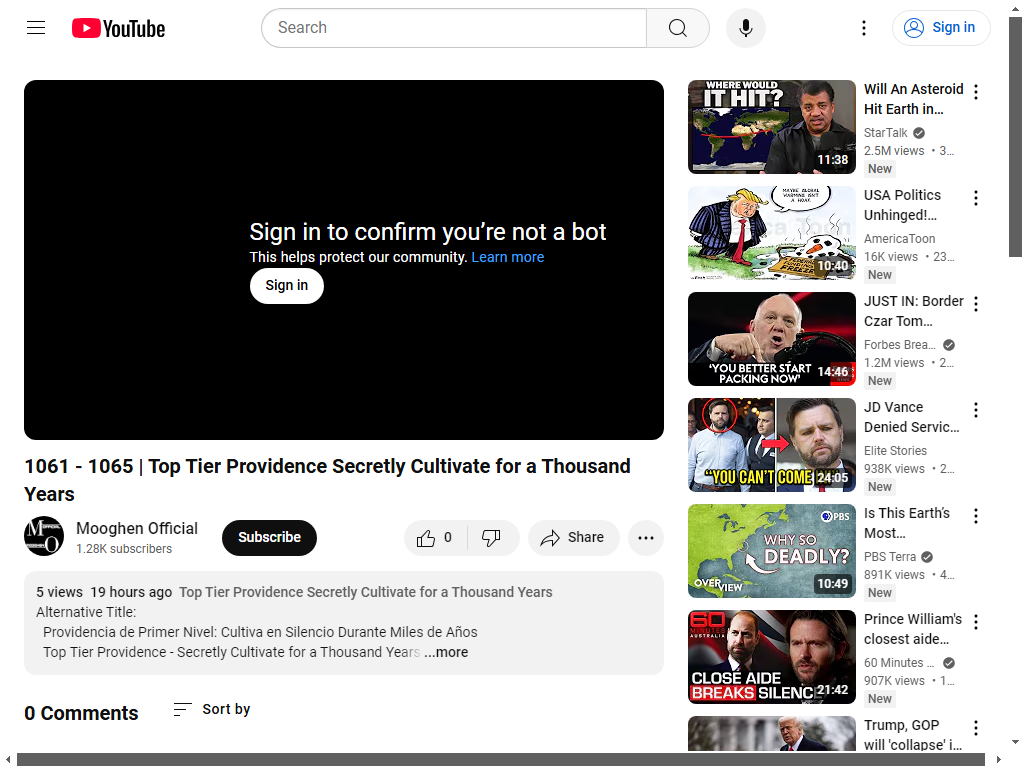 YouTube
Search
Sign in
Sign in to confirm you’re not a bot
This helps protect our community. Learn more
Sign in
1061 - 1065 | Top Tier Providence Secretly Cultivate for a Thousand
Years
Mooghen Official
1.28K subscribers
Subscribe
0
Share
5 views 19 hours ago Top Tier Providence Secretly Cultivate for a Thousand Years
Alternative Title:
Providencia de Primer Nivel: Cultiva en Silencio Durante Miles de Años
Top Tier Providence - Secretly Cultivate for a Thousand Years ...more
0 Comments
Sort by
WHERE WOULD
IT HIT?
11:38
Will An Asteroid
Hit Earth in…
StarTalk
2.5M views • 3…
New
MAYBE GLOBAL
WARMING ISN'T
A HOAX.
10:40
USA Politics
Unhinged!…
AmericaToon
16K views • 23…
New
'YOU BETTER START
PACKING NOW'
14:46
JUST IN: Border
Czar Tom…
Forbes Brea…
1.2M views • 2…
New
"YOU CAN'T COME
24:05
JD Vance
Denied Servic…
Elite Stories
938K views • 2…
New
PBS
WHY SO
DEADLY?
OVERVIEW
10:49
Is This Earth’s
Most…
PBS Terra
891K views • 4…
New
60
MINUTES
AUSTRALIA
CLOSE AIDE
BREAKS SILENC
21:42
Prince William's
closest aide…
60 Minutes …
907K views • 1…
New
Trump, GOP
will 'collapse' i…